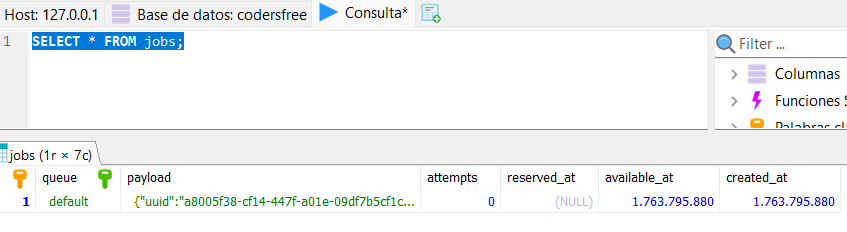 Host: 127.0.0.1 Base de datos: codersfree Consulta*
1 SELECT * FROM jobs;
Filter ...
Columnas
Funciones S
Palabras cla
jobs (1r × 7c)
queue payload attempts reserved_at available_at created_at
1 default {"uuid":"a8005f38-cf14-447f-a01e-09df7b5cf1c... 0 (NULL) 1.763.795.880 1.763.795.880